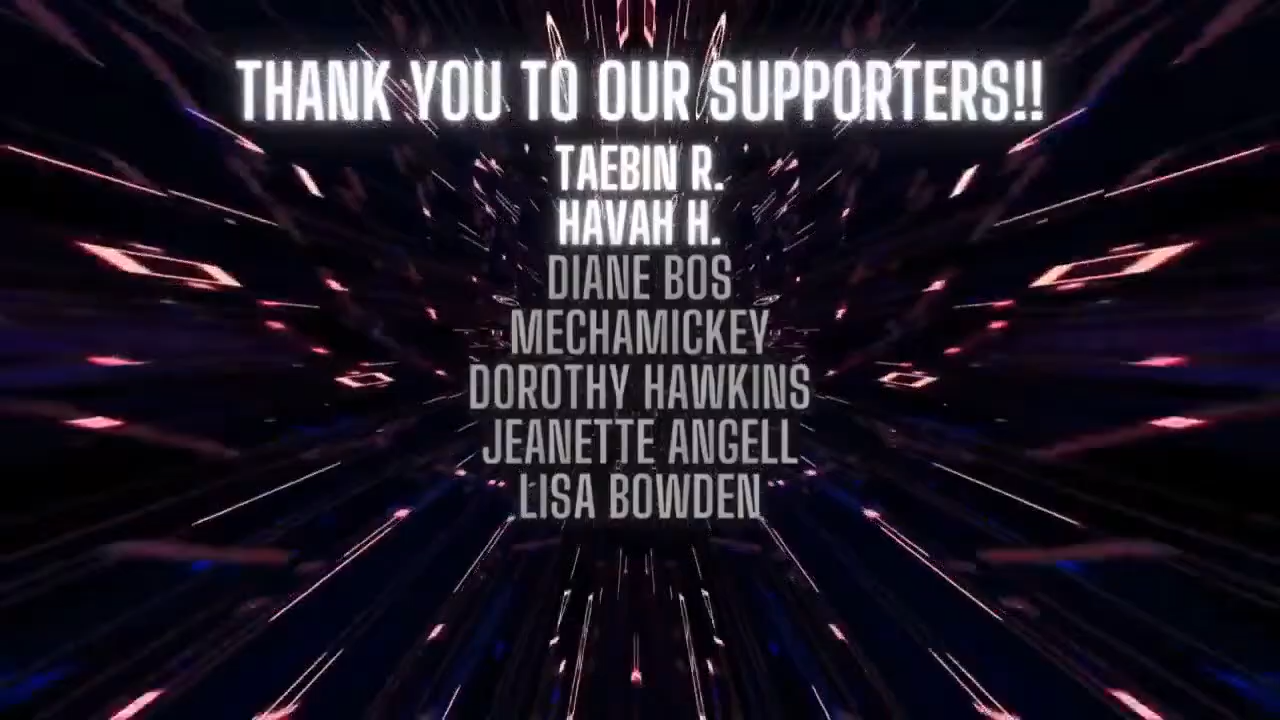 THANK YOU TO OUR SUPPORTERS!!
TAEBIN R.
HAVAH H.
DIANE BOS
MECHAMICKEY
DOROTHY HAWKINS
JEANETTE ANGELL
LISA BOWDEN